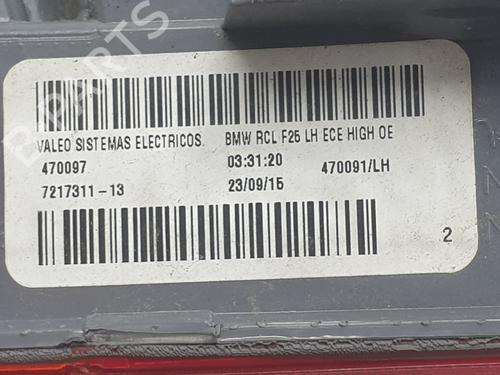 B-PARTS
VALEO SISTEMAS ELECTRICOS. BMW RCL F25 LH ECE HIGH OE
470097 03:31:20 470091/LH
7217311-13 23/09/15
2